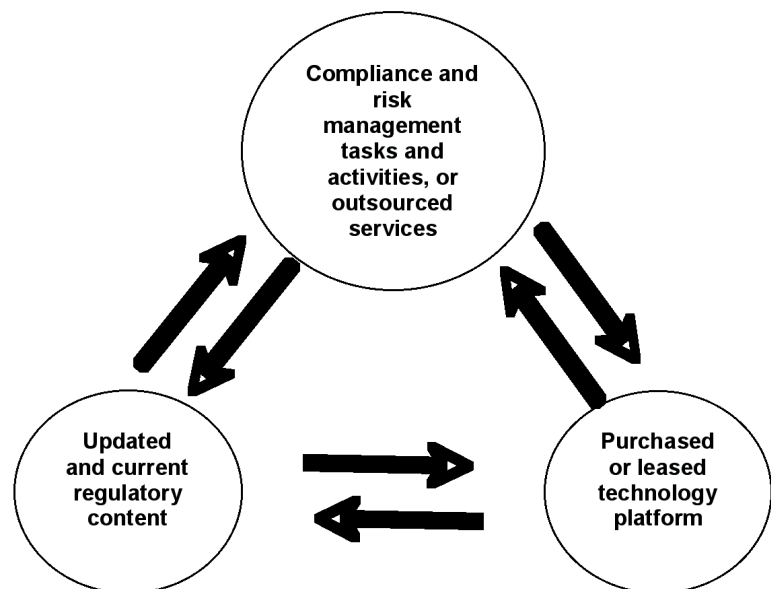 Compliance and
risk
management
tasks and
activities, or
outsourced
services
Updated
and current
regulatory
content
Purchased
or leased
technology
platform